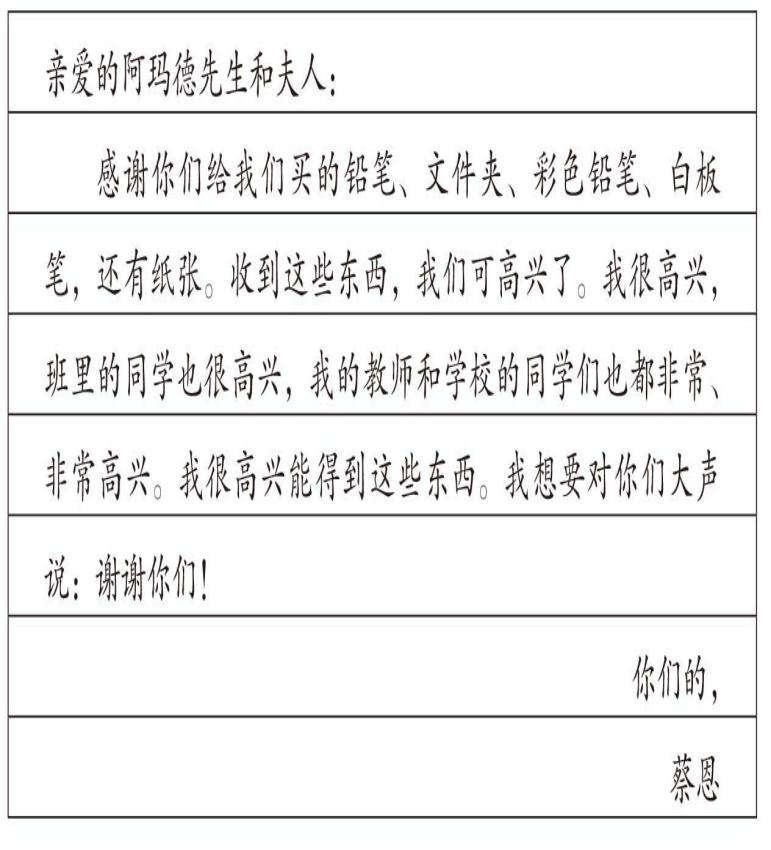 亲爱的阿玛德先生和夫人：
感谢你们给我们买的铅笔、文件夹、彩色铅笔、白板
笔，还有纸张。收到这些东西，我们可高兴了。我很高兴，
班里的同学也很高兴，我的教师和学校的同学们也都非常、
非常高兴。我很高兴能得到这些东西。我想要对你们大声
说：谢谢你们！
你们的，
蔡恩